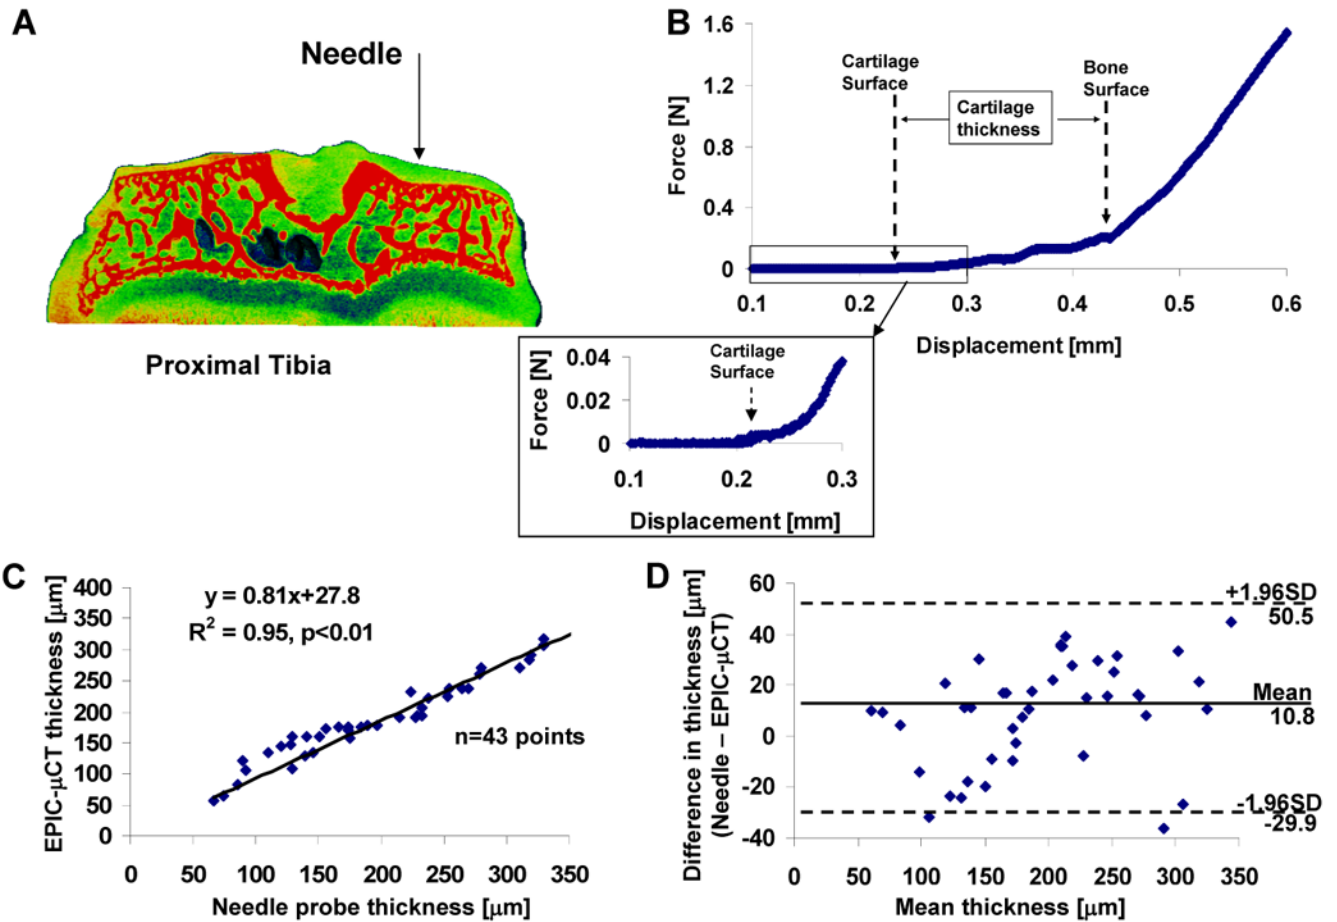 A
Needle
Proximal Tibia
B
Force [N]
1.6
1.2
0.8
0.4
0
0.1
0.2
0.3
0.4
0.5
0.6
Displacement [mm]
Cartilage
Surface
Cartilage
thickness
Bone
Surface
Force [N]
0.04
0.02
0
Cartilage
Surface
0.1
0.2
0.3
Displacement [mm]
C
EPIC-μCT thickness [μm]
400
350
300
250
200
150
100
50
0
y = 0.81x+27.8
R² = 0.95, p<0.01
n=43 points
0
50
100
150
200
250
300
350
Needle probe thickness [μm]
D
Difference in thickness [μm]
(Needle – EPIC-μCT)
60
40
20
0
-20
-40
+1.96SD
50.5
Mean
10.8
-1.96SD
-29.9
0
50
100
150
200
250
300
350
Mean thickness [μm]